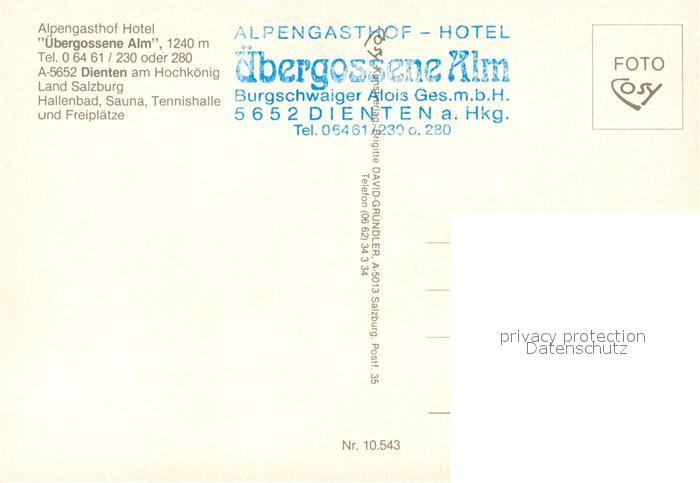 Alpengasthof Hotel
"Übergossene Alm", 1240 m
Tel. 0 64 61 / 230 oder 280
A-5652 Dienten am Hochkönig
Land Salzburg
Hallenbad, Sauna, Tennishalle
und Freiplätze
ALPENGASTHOF – HOTEL
Übergossene Alm
Burgschwaiger Alois Ges.m.b.H.
5652 DIENTEN a. Hkg.
Tel. 06461/230 o. 280
FOTO
Cosy
Cosy Brigitte DAVID-GRÜNDLER, A-5013 Salzburg, Postf. 35
Telefon (06 62) 34 3 34
privacy protection
Datenschutz
Nr. 10.543